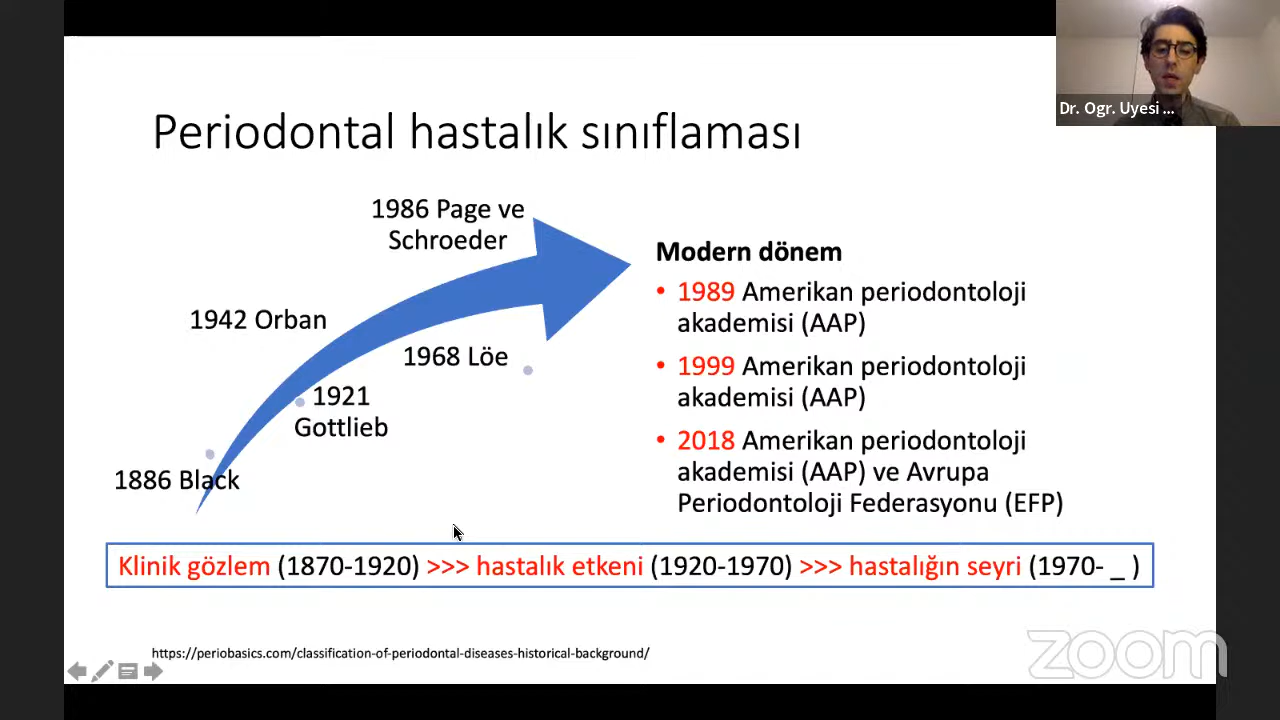 Dr. Ogr. Uyesi ...
Periodontal hastalık sınıflaması
1986 Page ve
Schroeder
1942 Orban
1968 Löe
1921
Gottlieb
1886 Black
Modern dönem
• 1989 Amerikan periodontoloji
akademisi (AAP)
• 1999 Amerikan periodontoloji
akademisi (AAP)
• 2018 Amerikan periodontoloji
akademisi (AAP) ve Avrupa
Periodontoloji Federasyonu (EFP)
Klinik gözlem (1870-1920) >>> hastalık etkeni (1920-1970) >>> hastalığın seyri (1970- _ )
https://periobasics.com/classification-of-periodontal-diseases-historical-background/
zoom